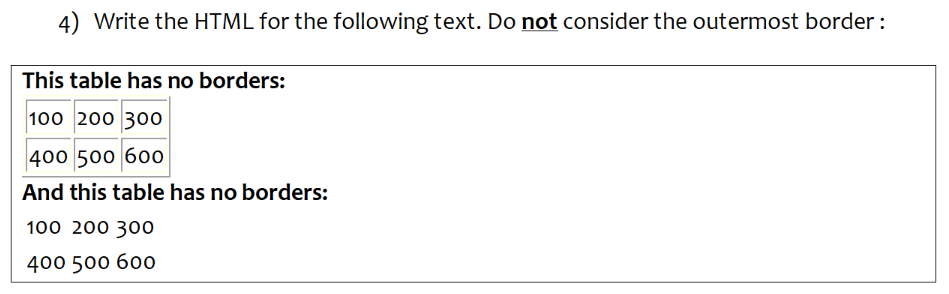 4) Write the HTML for the following text. Do not consider the outermost border :
This table has no borders:
100 200 300
400 500 600
And this table has no borders:
100 200 300
400 500 600